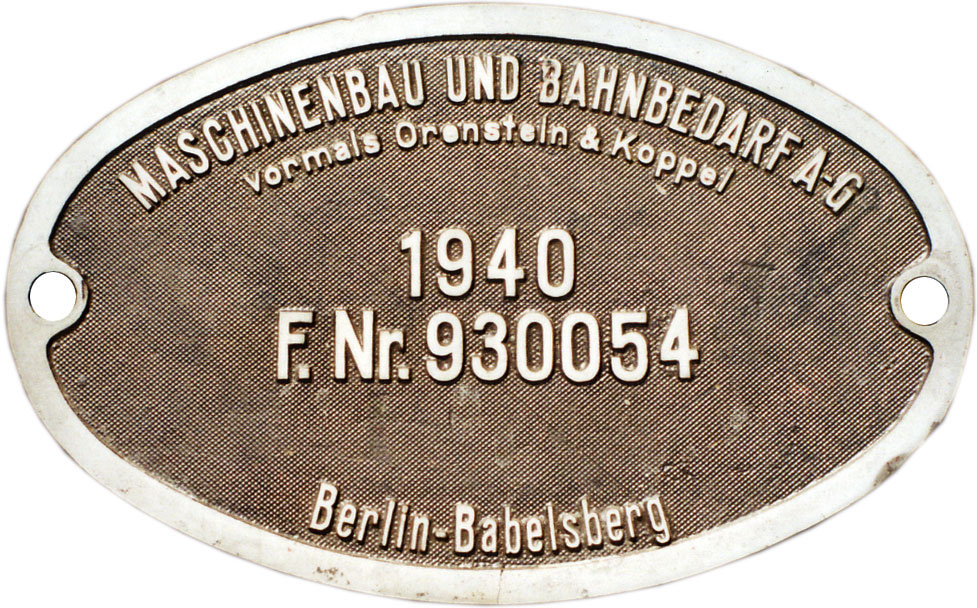 MASCHINENBAU UND BAHNBEDARF A-G
vormals Orenstein & Koppel
1940
F. Nr. 930054
Berlin-Babelsberg